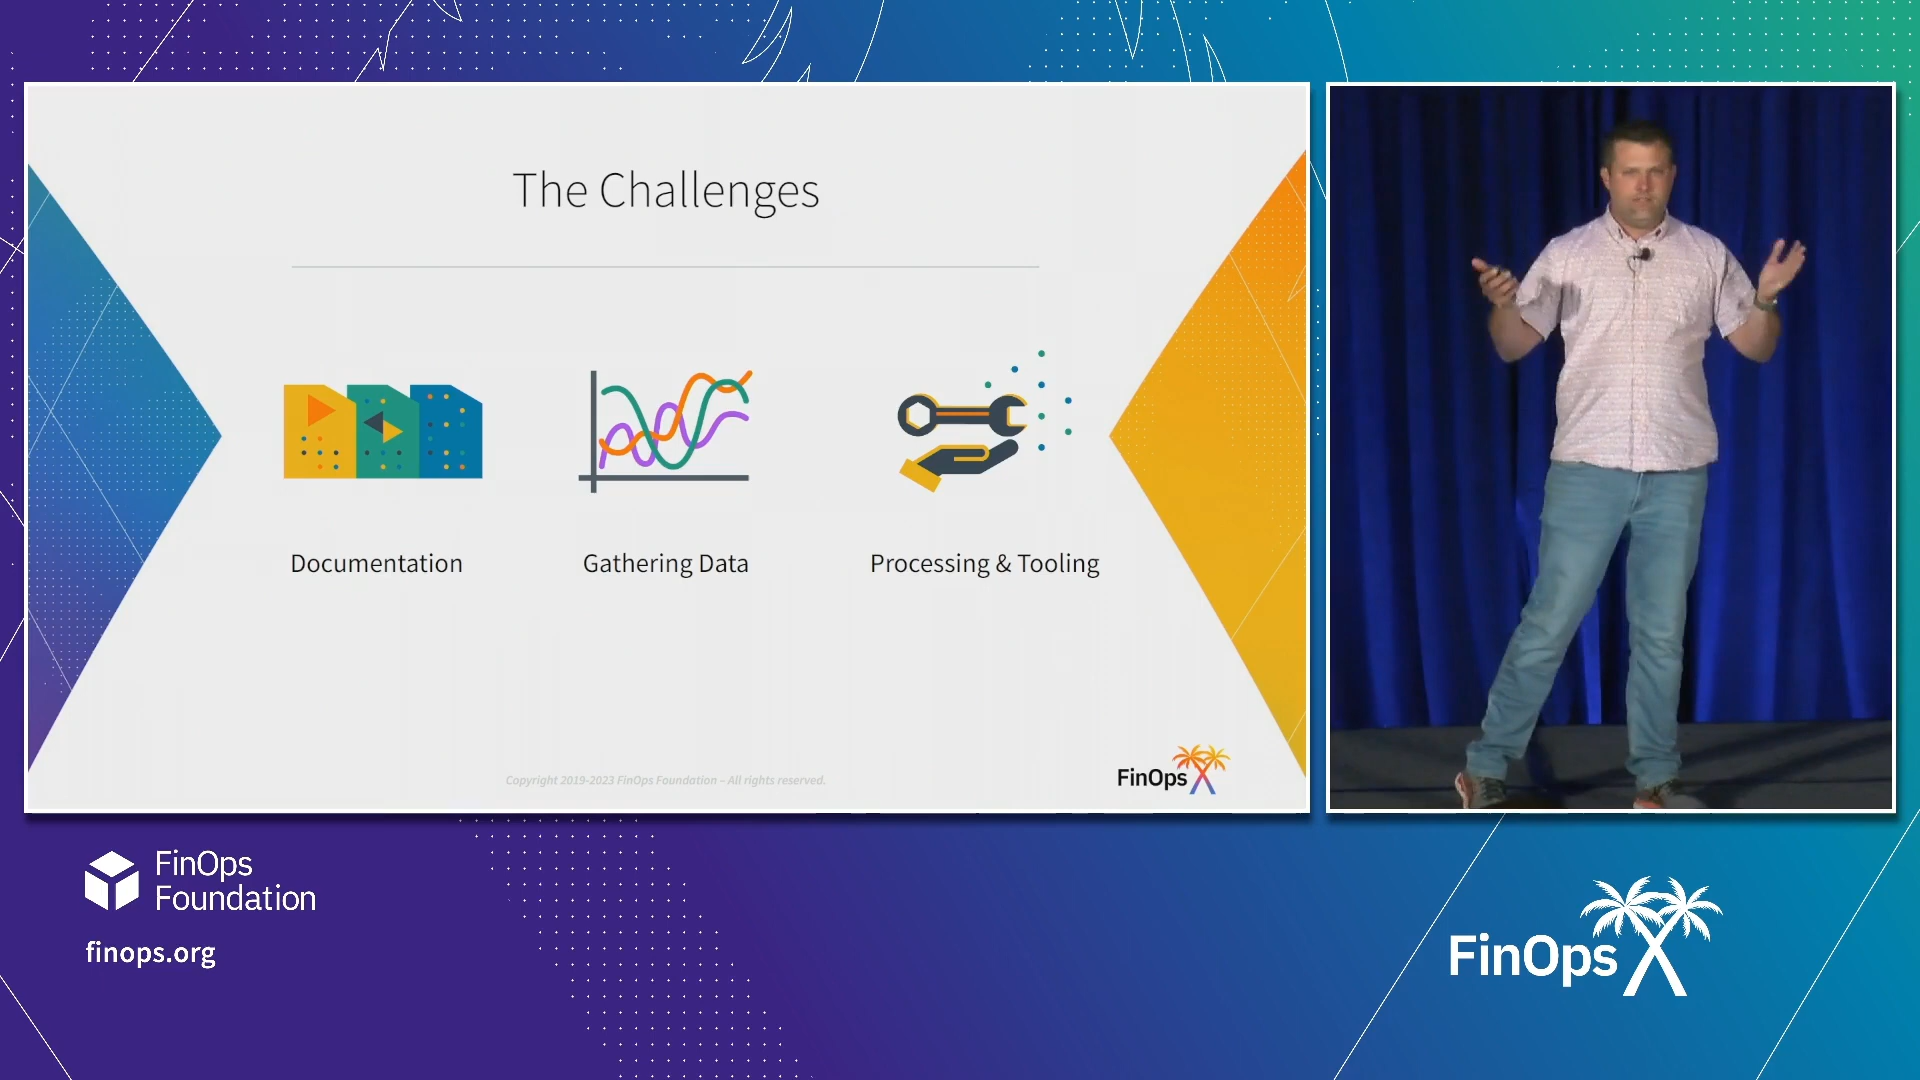 The Challenges
Documentation
Gathering Data
Processing & Tooling
Copyright 2019-2023 FinOps Foundation – All rights reserved.
FinOps
FinOps
Foundation
finops.org
FinOps